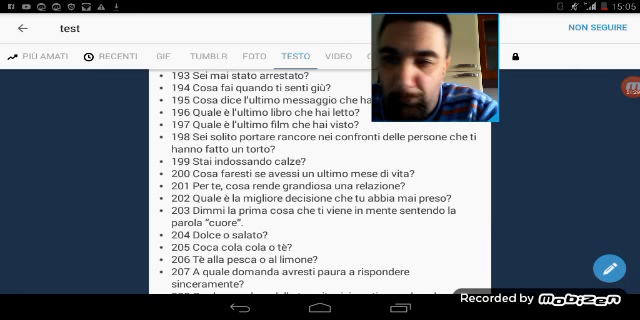 15:05
test
NON SEGUIRE
PIÙ AMATI
RECENTI
GIF
TUMBLR
FOTO
TESTO
VIDEO
193 Sei mai stato arrestato?
194 Cosa fai quando ti senti giù?
195 Cosa dice l'ultimo messaggio che ha
196 Quale è l'ultimo libro che hai letto?
197 Quale è l'ultimo film che hai visto?
198 Sei solito portare rancore nei confronti delle persone che ti
hanno fatto un torto?
199 Stai indossando calze?
200 Cosa faresti se avessi un ultimo mese di vita?
201 Per te, cosa rende grandiosa una relazione?
202 Quale è la migliore decisione che tu abbia mai preso?
203 Dimmi la prima cosa che ti viene in mente sentendo la
parola "cuore".
204 Dolce o salato?
205 Coca cola cola o tè?
206 Tè alla pesca o al limone?
207 A quale domanda avresti paura a rispondere
sinceramente?
Recorded by Mobizen